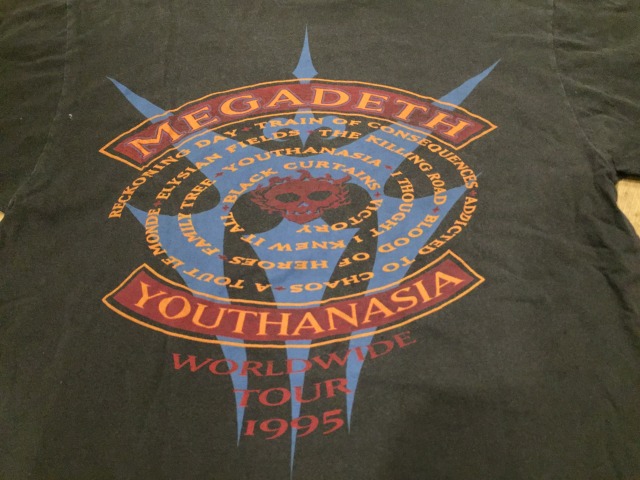 MEGADETH
RECKONING DAY • TRAIN OF CONSEQUENCES • ADDICTED TO CHAOS • A TOUT LE MONDE • ELYSIAN FIELDS • THE KILLING ROAD • BLOOD OF HEROES • FAMILY TREE • YOUTHANASIA • I THOUGHT I KNEW IT ALL • BLACK CURTAINS • VICTORY
YOUTHANASIA
WORLDWIDE
TOUR
1995